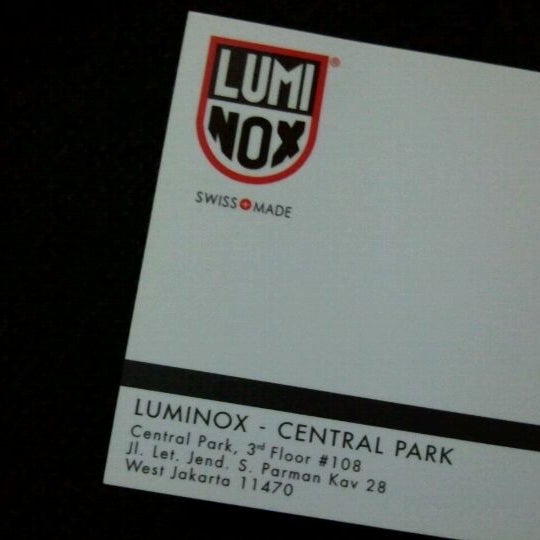 LUMI
NOX®
SWISS MADE
LUMINOX - CENTRAL PARK
Central Park, 3rd Floor #108
Jl. Let. Jend. S. Parman Kav 28
West Jakarta 11470